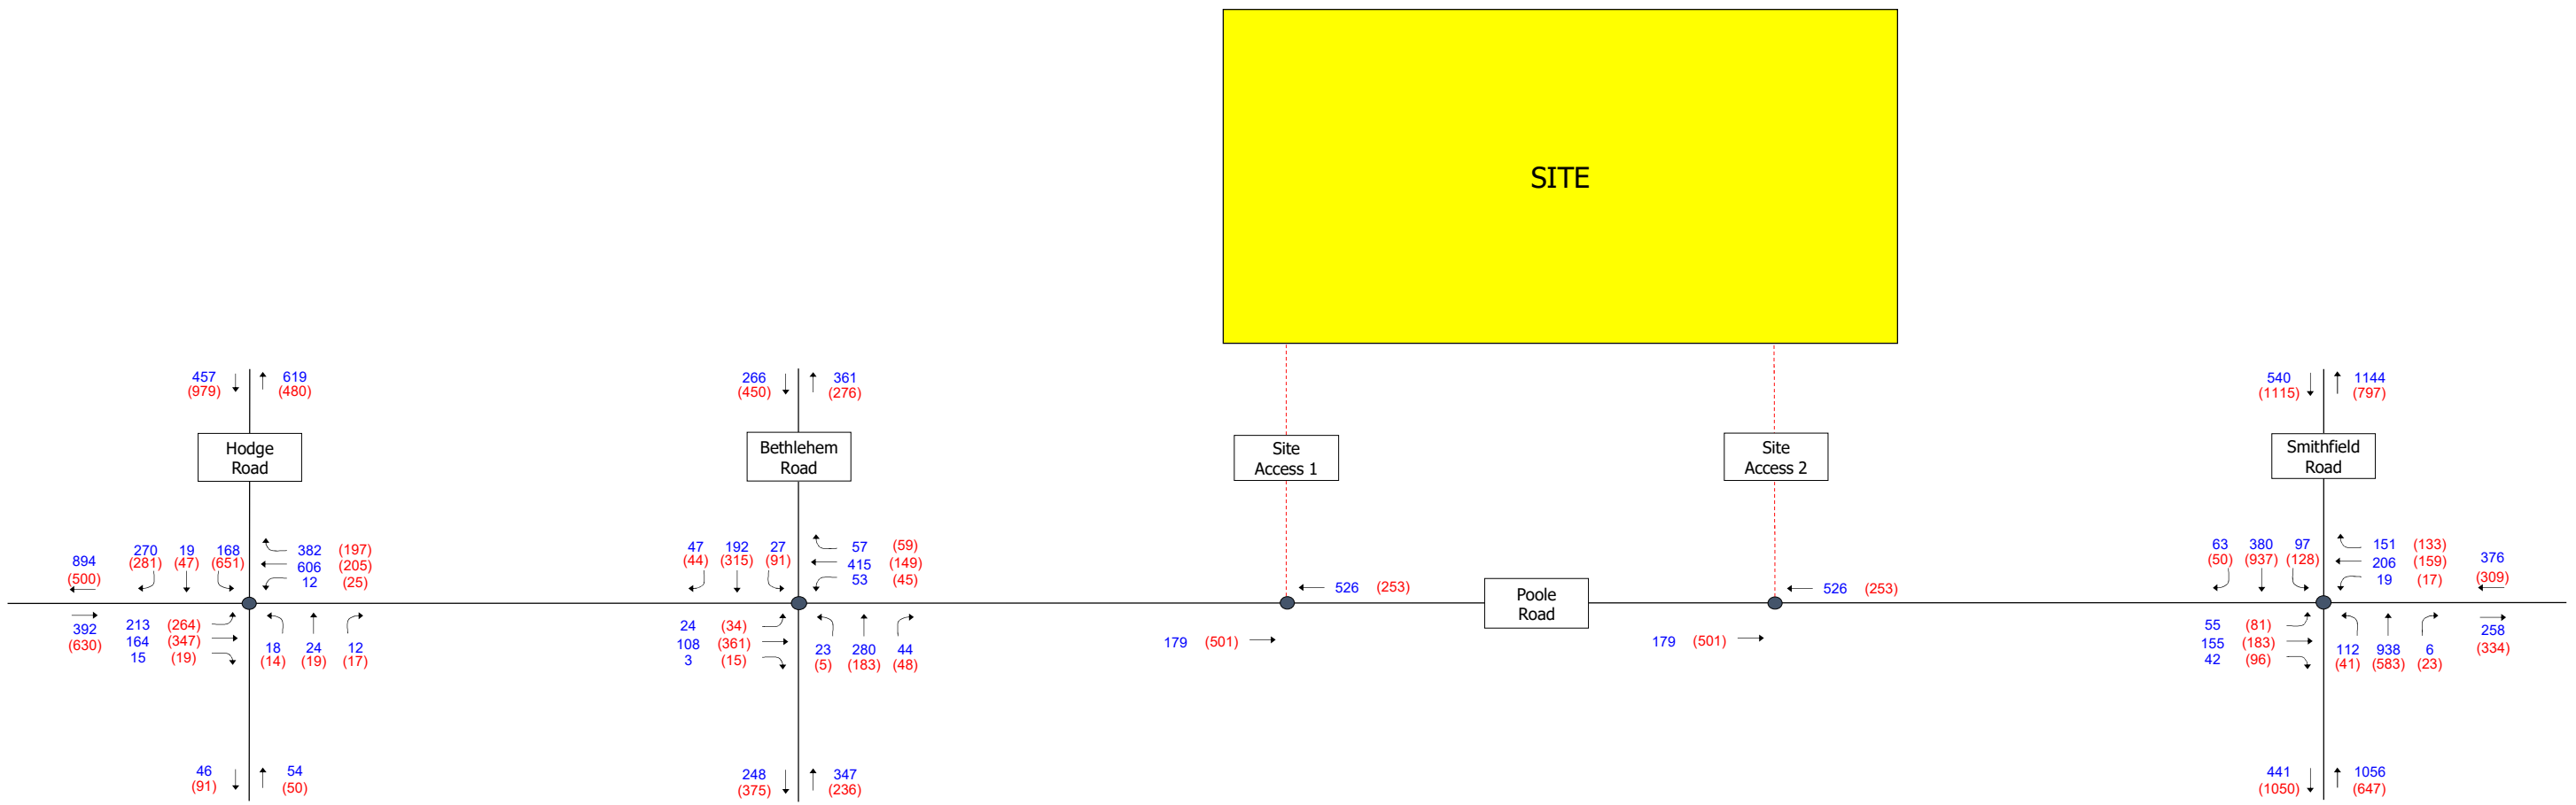 SITE
457 619
(979) (480)
266 361
(450) (276)
540 1144
(1115) (797)
Hodge
Road
Bethlehem
Road
Site
Access 1
Site
Access 2
Smithfield
Road
894
(500)
270 19 168
(281) (47) (651)
382 (197)
606 (205)
12 (25)
47 192 27
(44) (315) (91)
57 (59)
415 (149)
53 (45)
526 (253)
Poole
Road
526 (253)
63 380 97
(50) (937) (128)
151 (133)
206 (159)
19 (17)
376
(309)
392
(630)
213 (264)
164 (347)
15 (19)
18 24 12
(14) (19) (17)
24 (34)
108 (361)
3 (15)
23 280 44
(5) (183) (48)
179 (501)
179 (501)
55 (81)
155 (183)
42 (96)
112 938 6
(41) (583) (23)
258
(334)
46 54
(91) (50)
248 347
(375) (236)
441 1056
(1050) (647)